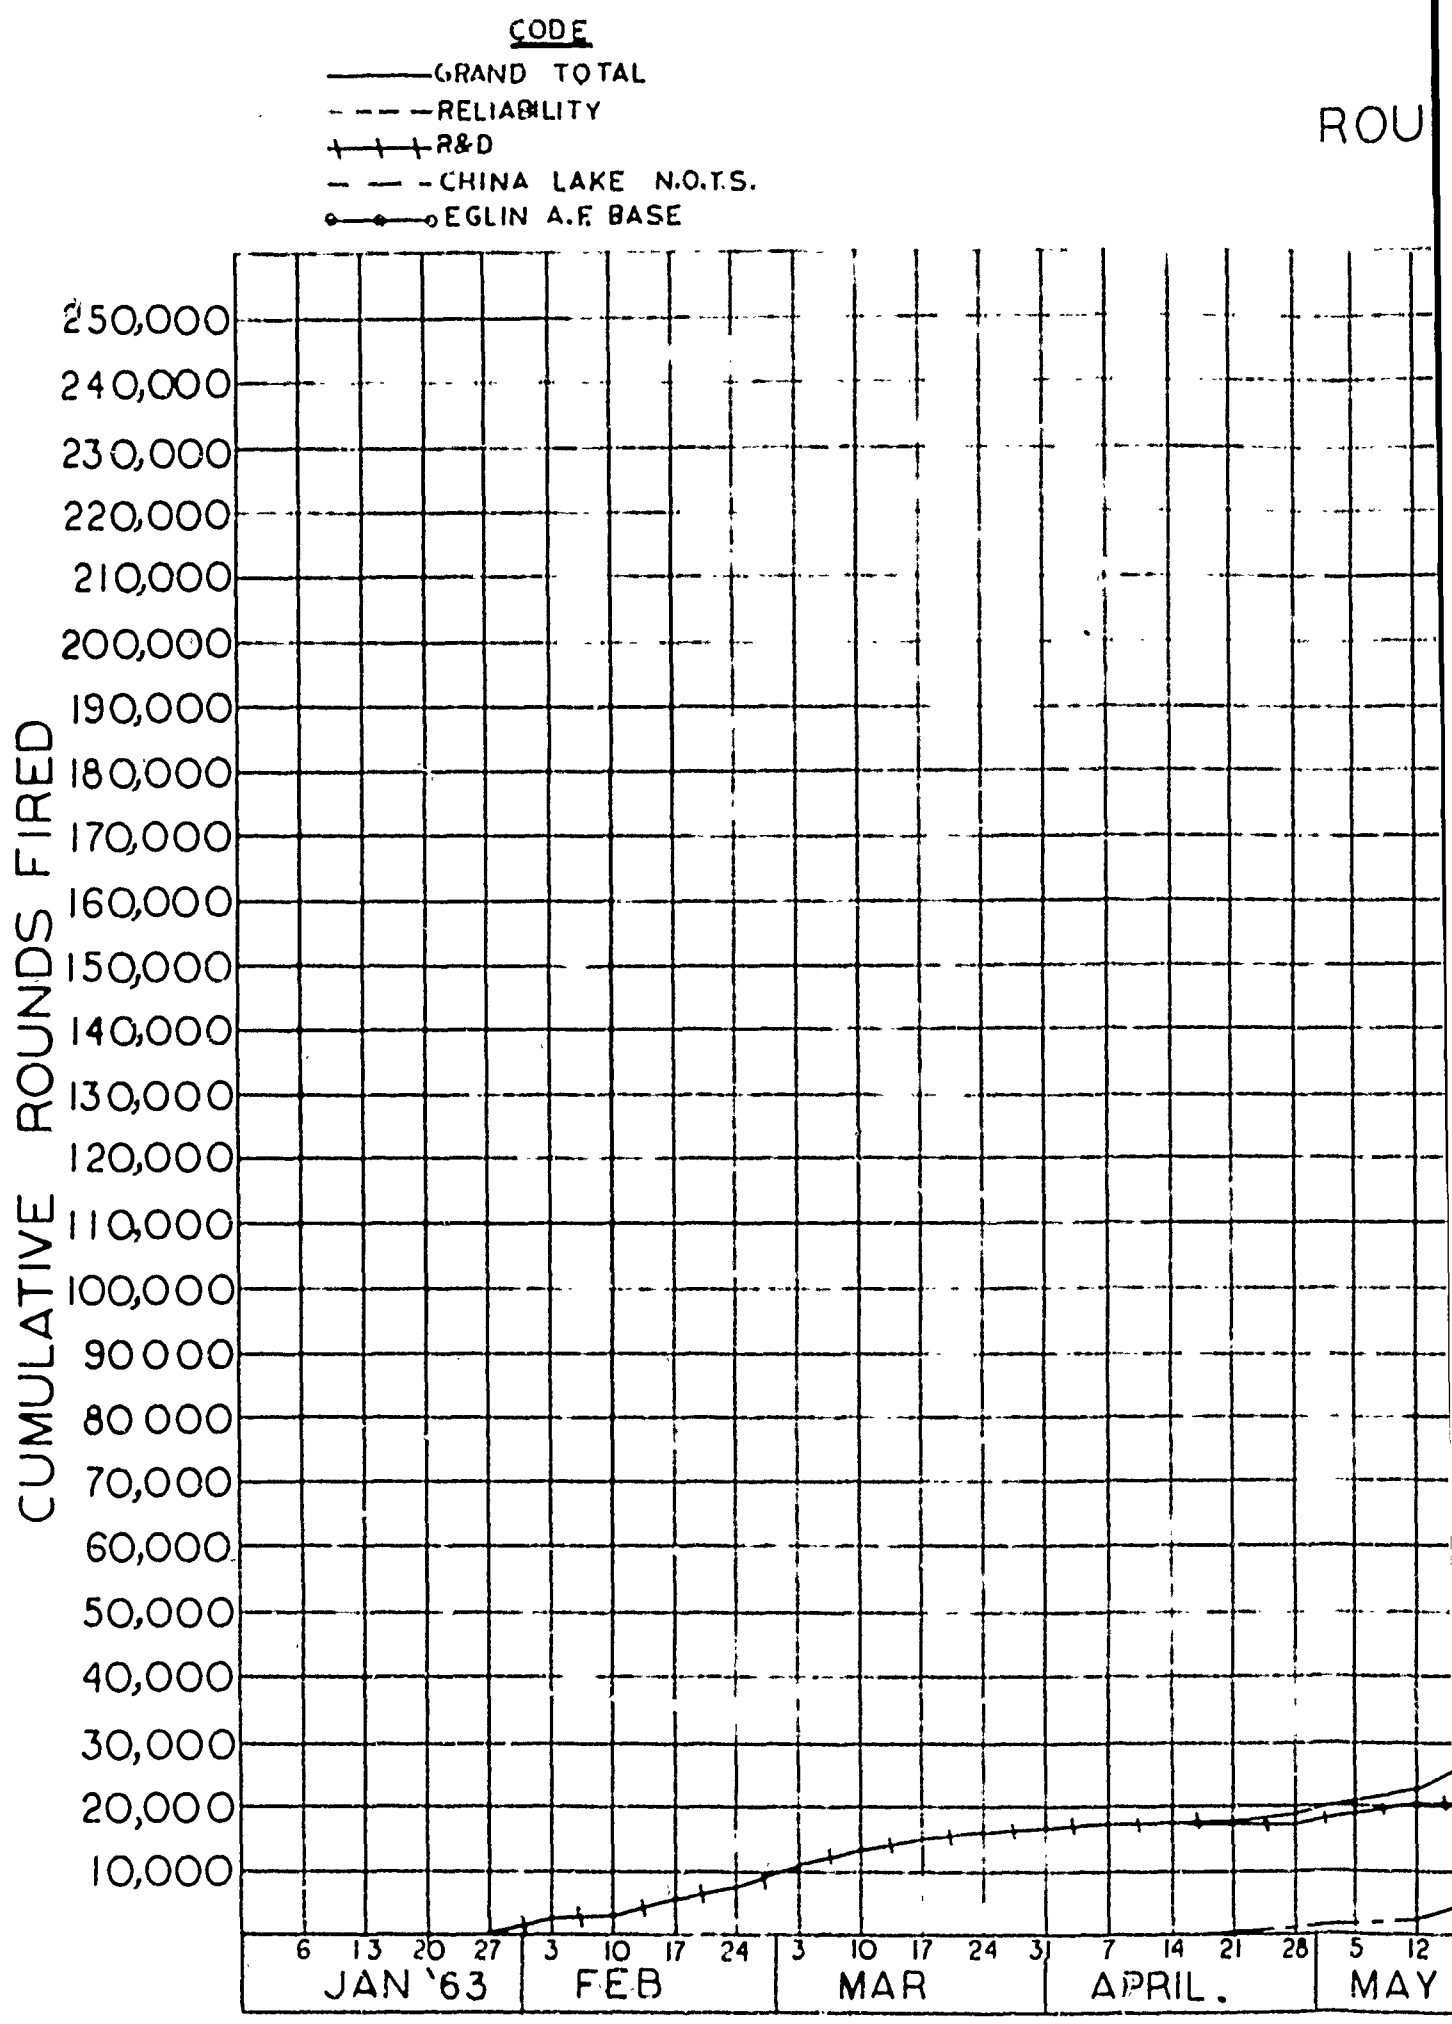 CODE
GRAND TOTAL
RELIABILITY
R&D
CHINA LAKE N.O.T.S.
EGLIN A.F. BASE
ROU
250,000
240,000
230,000
220,000
210,000
200,000
190,000
180,000
170,000
160,000
150,000
140,000
130,000
120,000
110,000
100,000
90 000
80 000
70,000
60,000
50,000
40,000
30,000
20,000
10,000
CUMULATIVE ROUNDS FIRED
6 13 20 27 3 10 17 24 3 10 17 24 31 7 14 21 28 5 12
JAN '63 FEB MAR APRIL. MAY